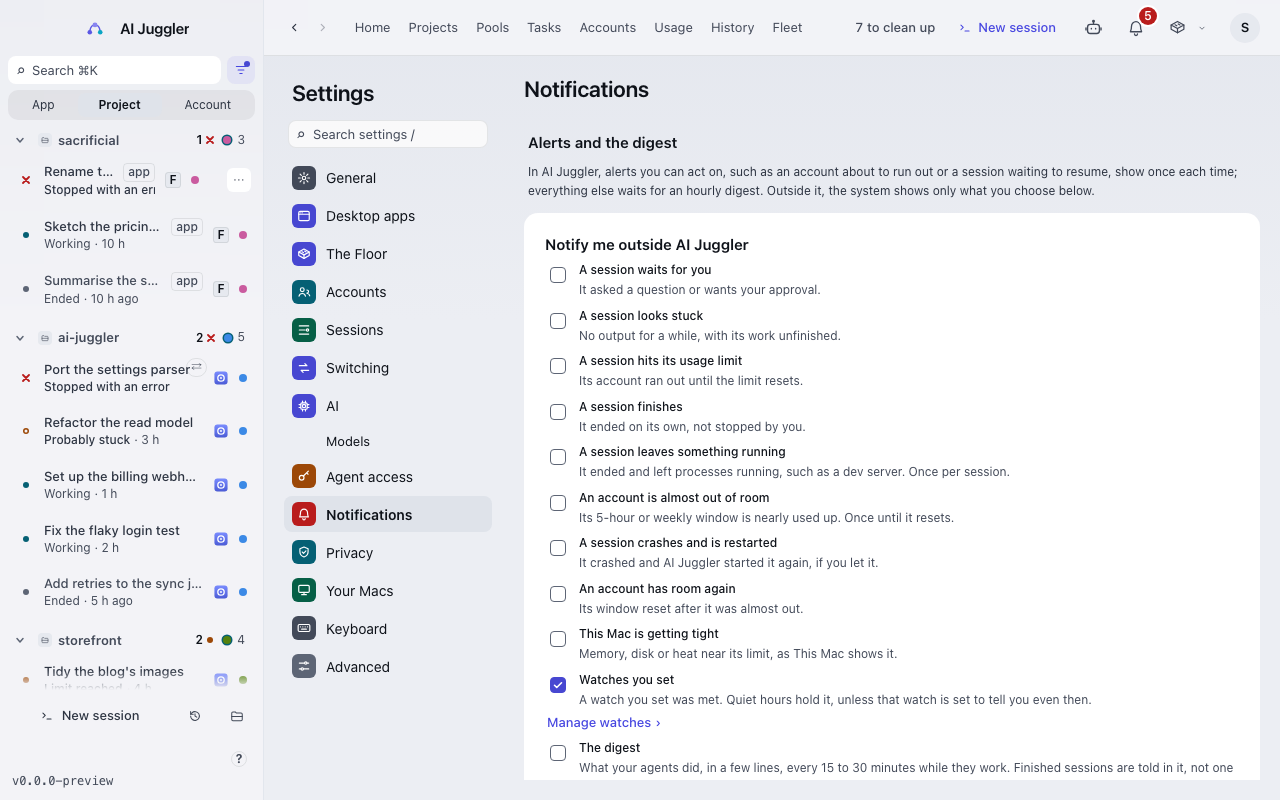 AI Juggler
Search ⌘K
App
Project
Account
sacrificial
1
3
Rename t...
app
Stopped with an err
F
Sketch the pricin...
app
Working · 10 h
F
Summarise the s...
app
Ended · 10 h ago
F
ai-juggler
2
5
Port the settings parser
Stopped with an error
Refactor the read model
Probably stuck · 3 h
Set up the billing webh...
Working · 1 h
Fix the flaky login test
Working · 2 h
Add retries to the sync j...
Ended · 5 h ago
storefront
2
4
Tidy the blog's images
New session
?
v0.0.0-preview
Home
Projects
Pools
Tasks
Accounts
Usage
History
Fleet
7 to clean up
New session
5
S
Settings
Search settings /
General
Desktop apps
The Floor
Accounts
Sessions
Switching
AI
Models
Agent access
Notifications
Privacy
Your Macs
Keyboard
Advanced
Notifications
Alerts and the digest
In AI Juggler, alerts you can act on, such as an account about to run out or a session waiting to resume, show once each time;
everything else waits for an hourly digest. Outside it, the system shows only what you choose below.
Notify me outside AI Juggler
A session waits for you
It asked a question or wants your approval.
A session looks stuck
No output for a while, with its work unfinished.
A session hits its usage limit
Its account ran out until the limit resets.
A session finishes
It ended on its own, not stopped by you.
A session leaves something running
It ended and left processes running, such as a dev server. Once per session.
An account is almost out of room
Its 5-hour or weekly window is nearly used up. Once until it resets.
A session crashes and is restarted
It crashed and AI Juggler started it again, if you let it.
An account has room again
Its window reset after it was almost out.
This Mac is getting tight
Memory, disk or heat near its limit, as This Mac shows it.
Watches you set
A watch you set was met. Quiet hours hold it, unless that watch is set to tell you even then.
Manage watches ›
The digest
What your agents did, in a few lines, every 15 to 30 minutes while they work. Finished sessions are told in it, not one